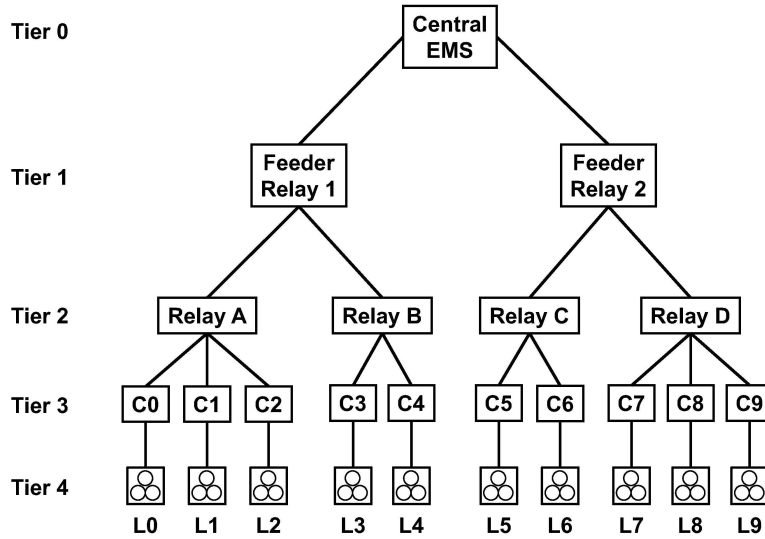 Tier 0
Central
EMS
Tier 1
Feeder
Relay 1
Feeder
Relay 2
Tier 2
Relay A
Relay B
Relay C
Relay D
Tier 3
C0 C1 C2 C3 C4 C5 C6 C7 C8 C9
Tier 4
L0 L1 L2 L3 L4 L5 L6 L7 L8 L9